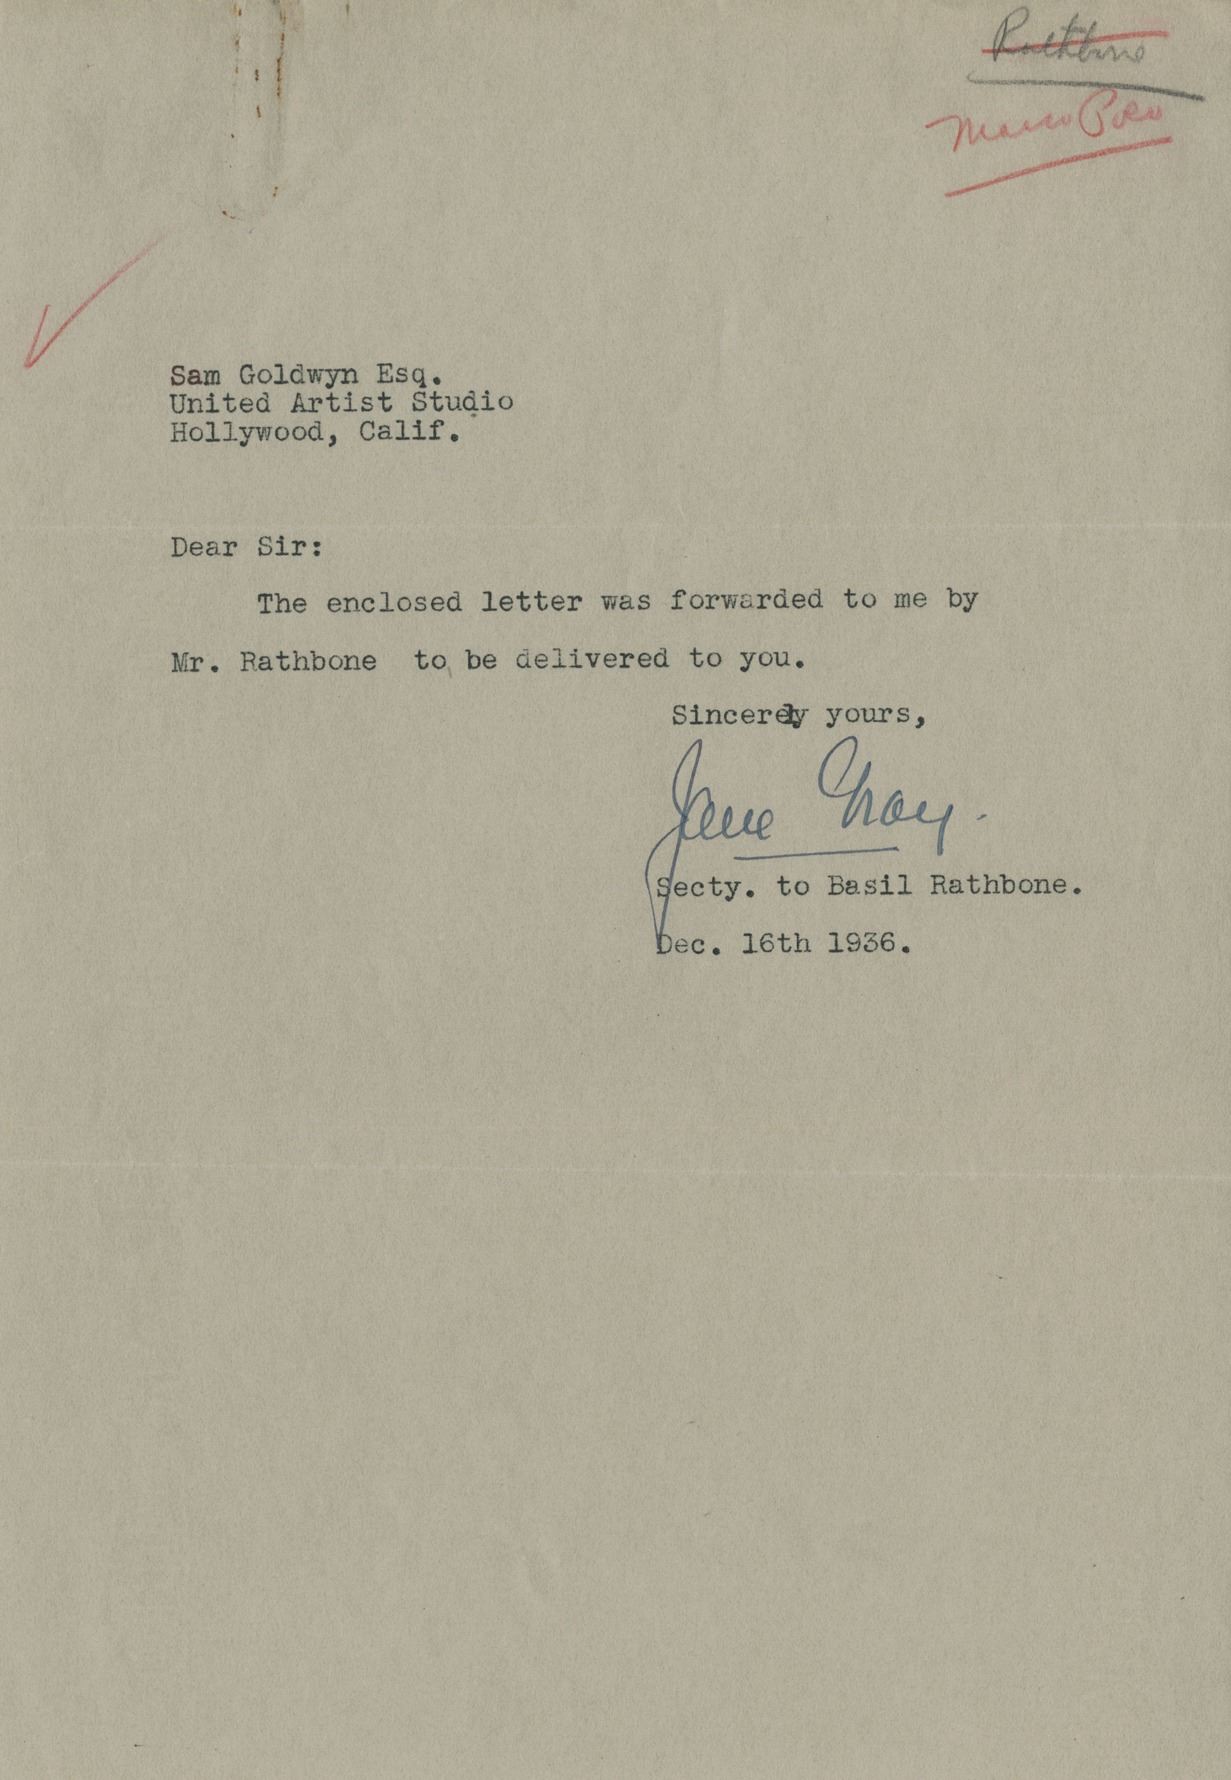 Rathbone
Marco Polo
Sam Goldwyn Esq.
United Artist Studio
Hollywood, Calif.
Dear Sir:
The enclosed letter was forwarded to me by
Mr. Rathbone to be delivered to you.
Sincerely yours,
Jane Gray.
Secty. to Basil Rathbone.
Dec. 16th 1936.